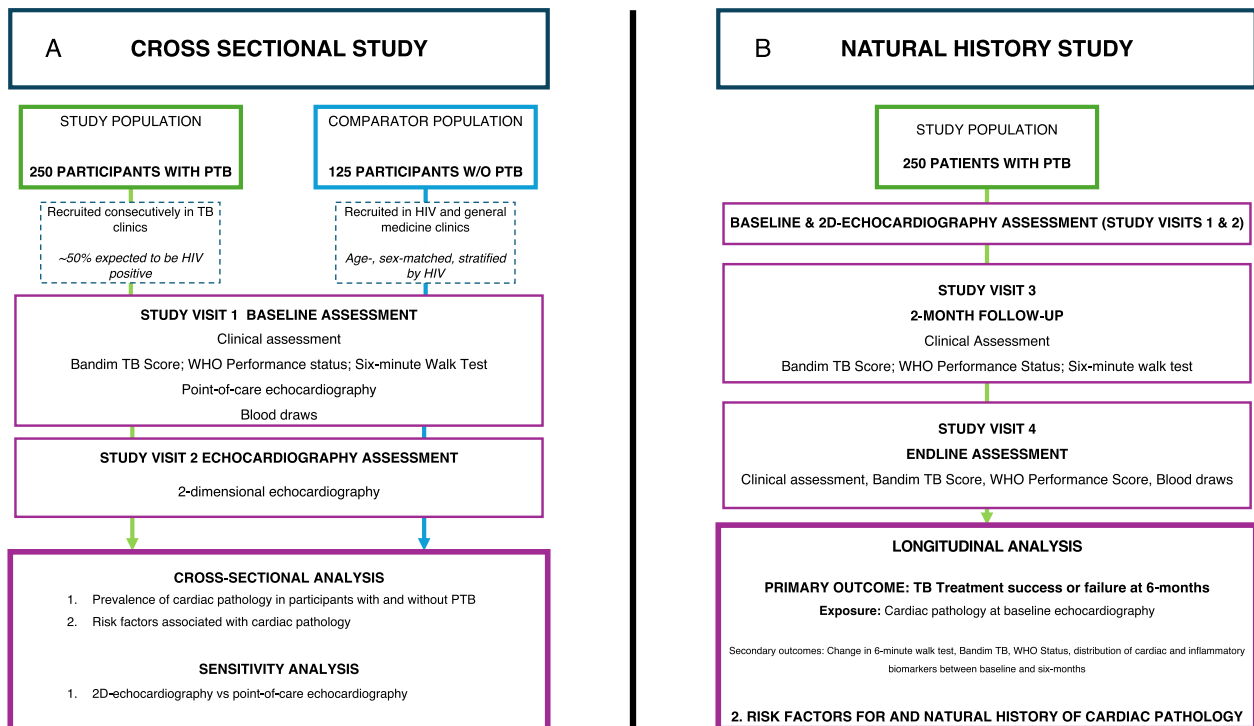 A CROSS SECTIONAL STUDY
STUDY POPULATION
250 PARTICIPANTS WITH PTB
COMPARATOR POPULATION
125 PARTICIPANTS W/O PTB
Recruited consecutively in TB
clinics
~50% expected to be HIV
positive
Recruited in HIV and general
medicine clinics
Age-, sex-matched, stratified
by HIV
STUDY VISIT 1 BASELINE ASSESSMENT
Clinical assessment
Bandim TB Score; WHO Performance status; Six-minute Walk Test
Point-of-care echocardiography
Blood draws
STUDY VISIT 2 ECHOCARDIOGRAPHY ASSESSMENT
2-dimensional echocardiography
CROSS-SECTIONAL ANALYSIS
1. Prevalence of cardiac pathology in participants with and without PTB
2. Risk factors associated with cardiac pathology
SENSITIVITY ANALYSIS
1. 2D-echocardiography vs point-of-care echocardiography
B NATURAL HISTORY STUDY
STUDY POPULATION
250 PATIENTS WITH PTB
BASELINE & 2D-ECHOCARDIOGRAPHY ASSESSMENT (STUDY VISITS 1 & 2)
STUDY VISIT 3
2-MONTH FOLLOW-UP
Clinical Assessment
Bandim TB Score; WHO Performance Status; Six-minute walk test
STUDY VISIT 4
ENDLINE ASSESSMENT
Clinical assessment, Bandim TB Score, WHO Performance Score, Blood draws
LONGITUDINAL ANALYSIS
PRIMARY OUTCOME: TB Treatment success or failure at 6-months
Exposure: Cardiac pathology at baseline echocardiography
Secondary outcomes: Change in 6-minute walk test, Bandim TB, WHO Status, distribution of cardiac and inflammatory
biomarkers between baseline and six-months
2. RISK FACTORS FOR AND NATURAL HISTORY OF CARDIAC PATHOLOGY